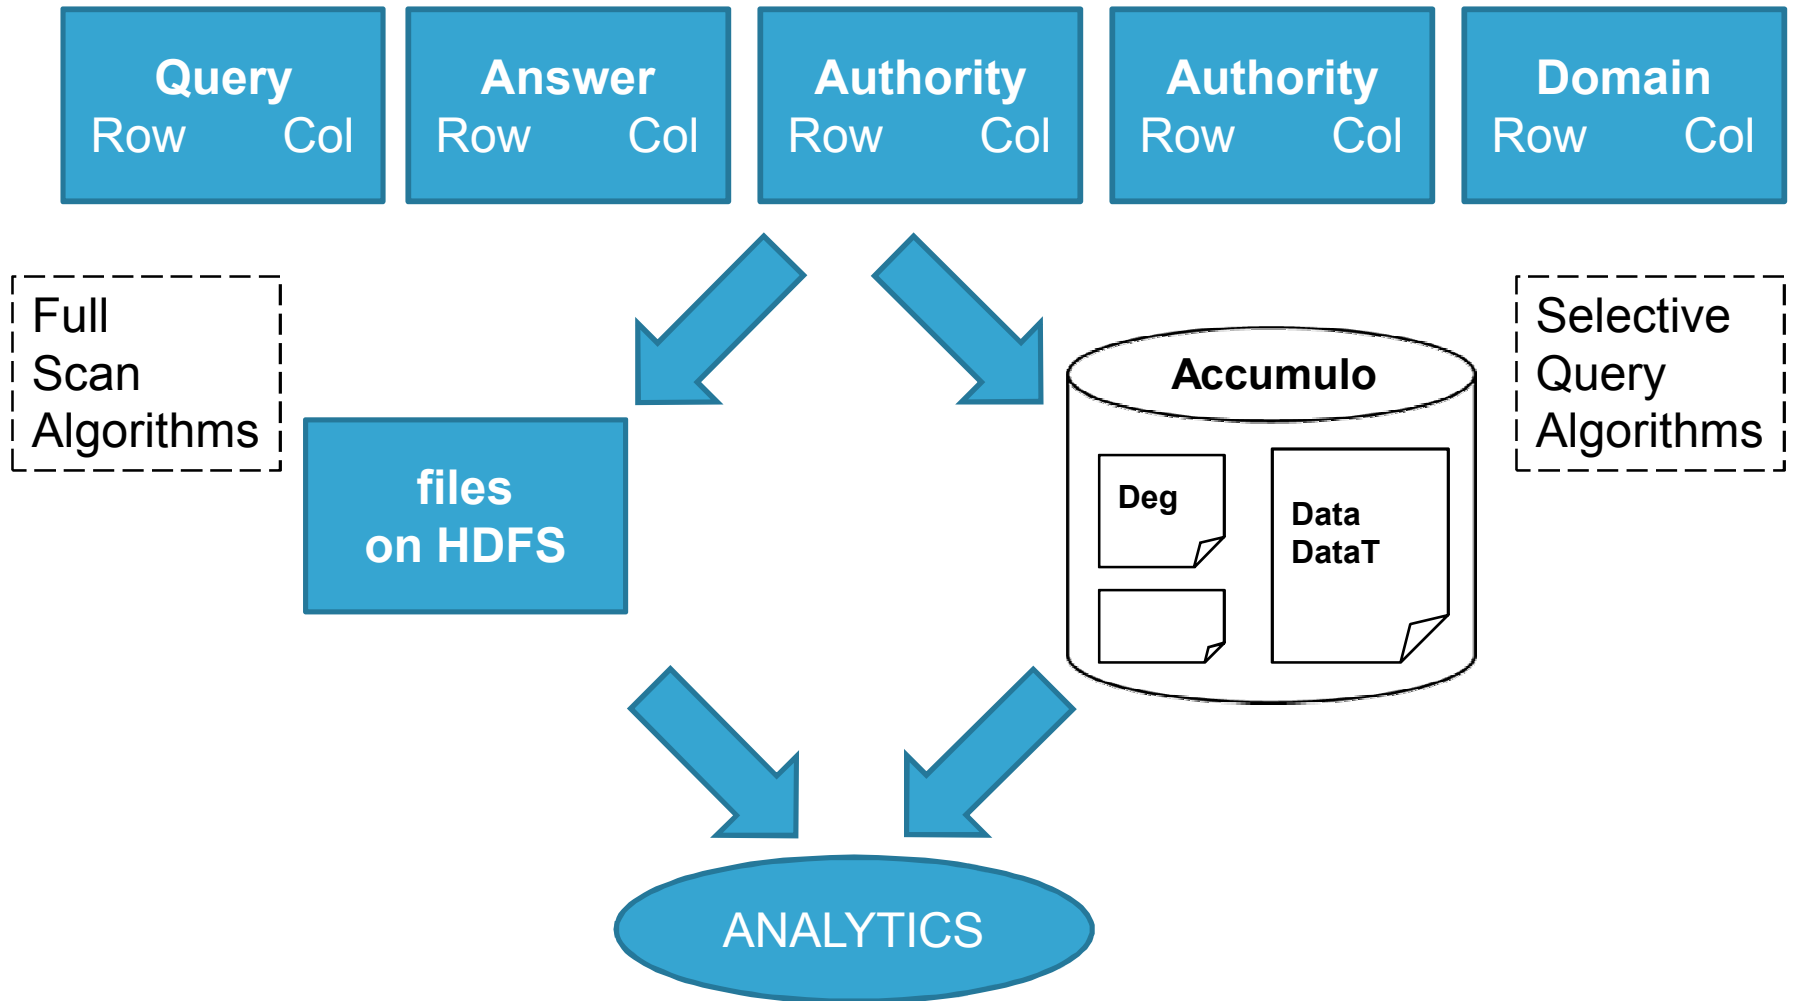 Query
Row Col
Answer
Row Col
Authority
Row Col
Authority
Row Col
Domain
Row Col
Full
Scan
Algorithms
files
on HDFS
Accumulo
Deg
Data
DataT
Selective
Query
Algorithms
ANALYTICS